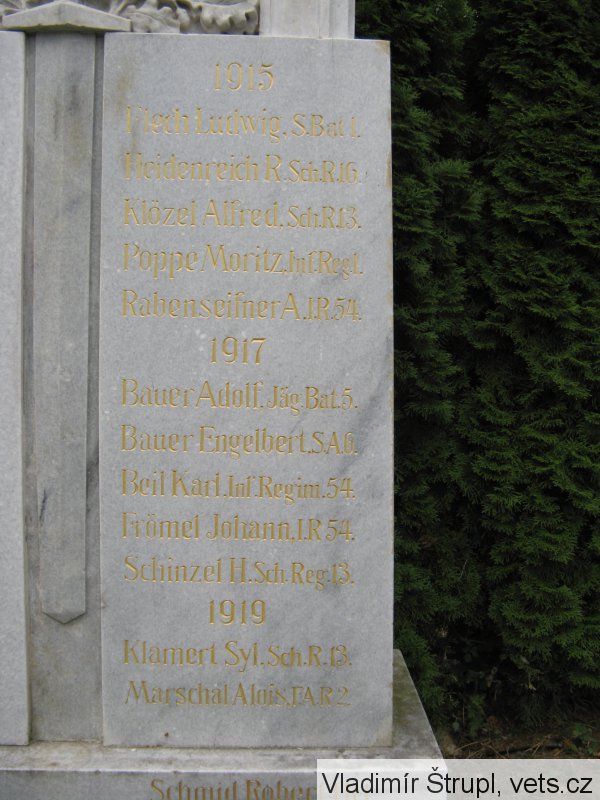 1915
Flech Ludwig, S.Bat 1.
Heidenreich R. Sch.R.16.
Klözel Alfred, Sch.R.13.
Poppe Moritz. Inf.Regt.
Rabenseifner A. I.R.54.
1917
Bauer Adolf. Jäg.Bat.5.
Bauer Engelbert, S.A.6.
Beil Karl. Inf.Regim.54.
Frömel Johann, I.R 54.
Schinzel H. Sch.Reg.13.
1919
Klamert Syl. Sch.R.13.
Marschal Alois, F.A.R 2
Schmid
Vladimír Štrupl, vets.cz